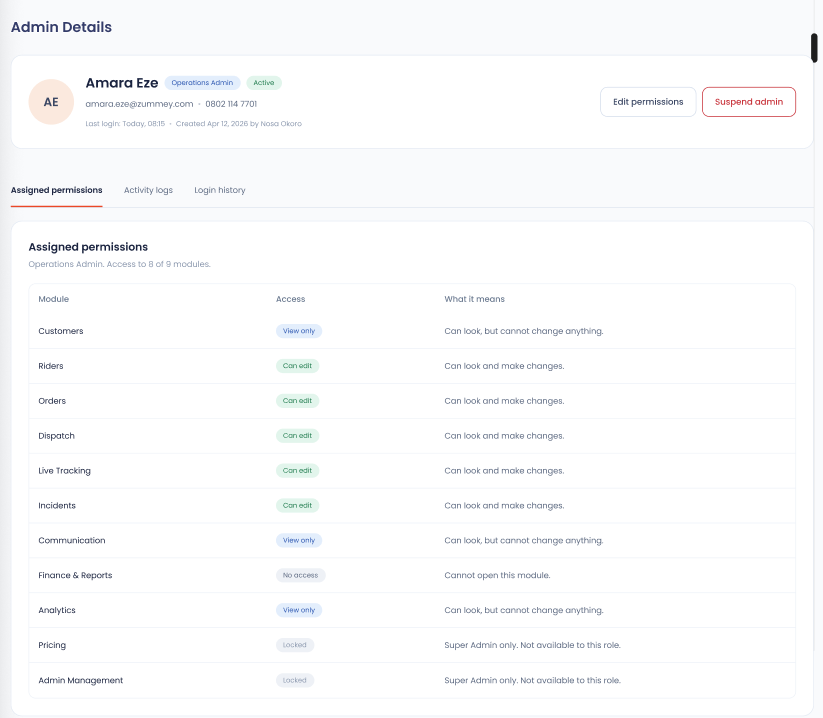 Admin Details
AE
Amara Eze Operations Admin Active
amara.eze@zummey.com · 0802 114 7701
Last login: Today, 08:15 · Created Apr 12, 2026 by Nosa Okoro
Edit permissions Suspend admin
Assigned permissions Activity logs Login history
Assigned permissions
Operations Admin. Access to 8 of 9 modules.
Module Access What it means
Customers View only Can look, but cannot change anything.
Riders Can edit Can look and make changes.
Orders Can edit Can look and make changes.
Dispatch Can edit Can look and make changes.
Live Tracking Can edit Can look and make changes.
Incidents Can edit Can look and make changes.
Communication View only Can look, but cannot change anything.
Finance & Reports No access Cannot open this module.
Analytics View only Can look, but cannot change anything.
Pricing Locked Super Admin only. Not available to this role.
Admin Management Locked Super Admin only. Not available to this role.